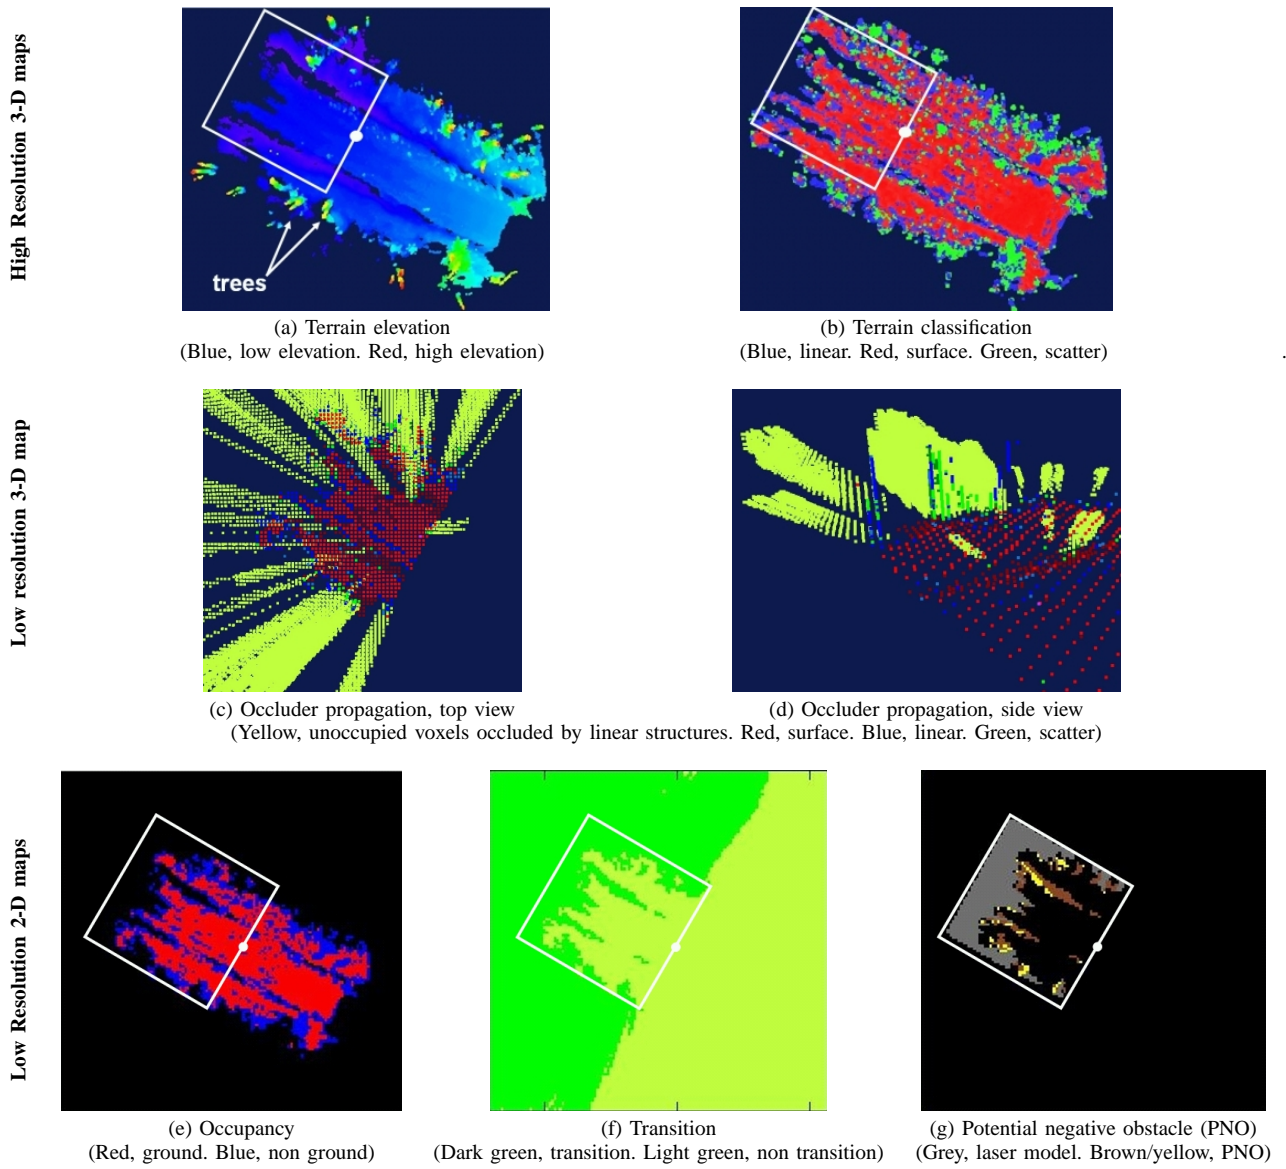 High Resolution 3-D maps
trees
(a) Terrain elevation
(Blue, low elevation. Red, high elevation)
(b) Terrain classification
(Blue, linear. Red, surface. Green, scatter)
.
Low resolution 3-D map
(c) Occluder propagation, top view
(d) Occluder propagation, side view
(Yellow, unoccupied voxels occluded by linear structures. Red, surface. Blue, linear. Green, scatter)
Low Resolution 2-D maps
(e) Occupancy
(Red, ground. Blue, non ground)
(f) Transition
(Dark green, transition. Light green, non transition)
(g) Potential negative obstacle (PNO)
(Grey, laser model. Brown/yellow, PNO)